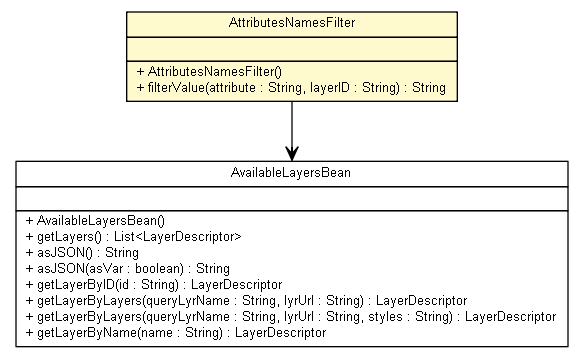 AttributesNamesFilter
+ AttributesNamesFilter()
+ filterValue(attribute : String, layerID : String) : String
AvailableLayersBean
+ AvailableLayersBean()
+ getLayers() : List<LayerDescriptor>
+ asJSON() : String
+ asJSON(asVar : boolean) : String
+ getLayerByID(id : String) : LayerDescriptor
+ getLayerByLayers(queryLyrName : String, lyrUrl : String) : LayerDescriptor
+ getLayerByLayers(queryLyrName : String, lyrUrl : String, styles : String) : LayerDescriptor
+ getLayerByName(name : String) : LayerDescriptor